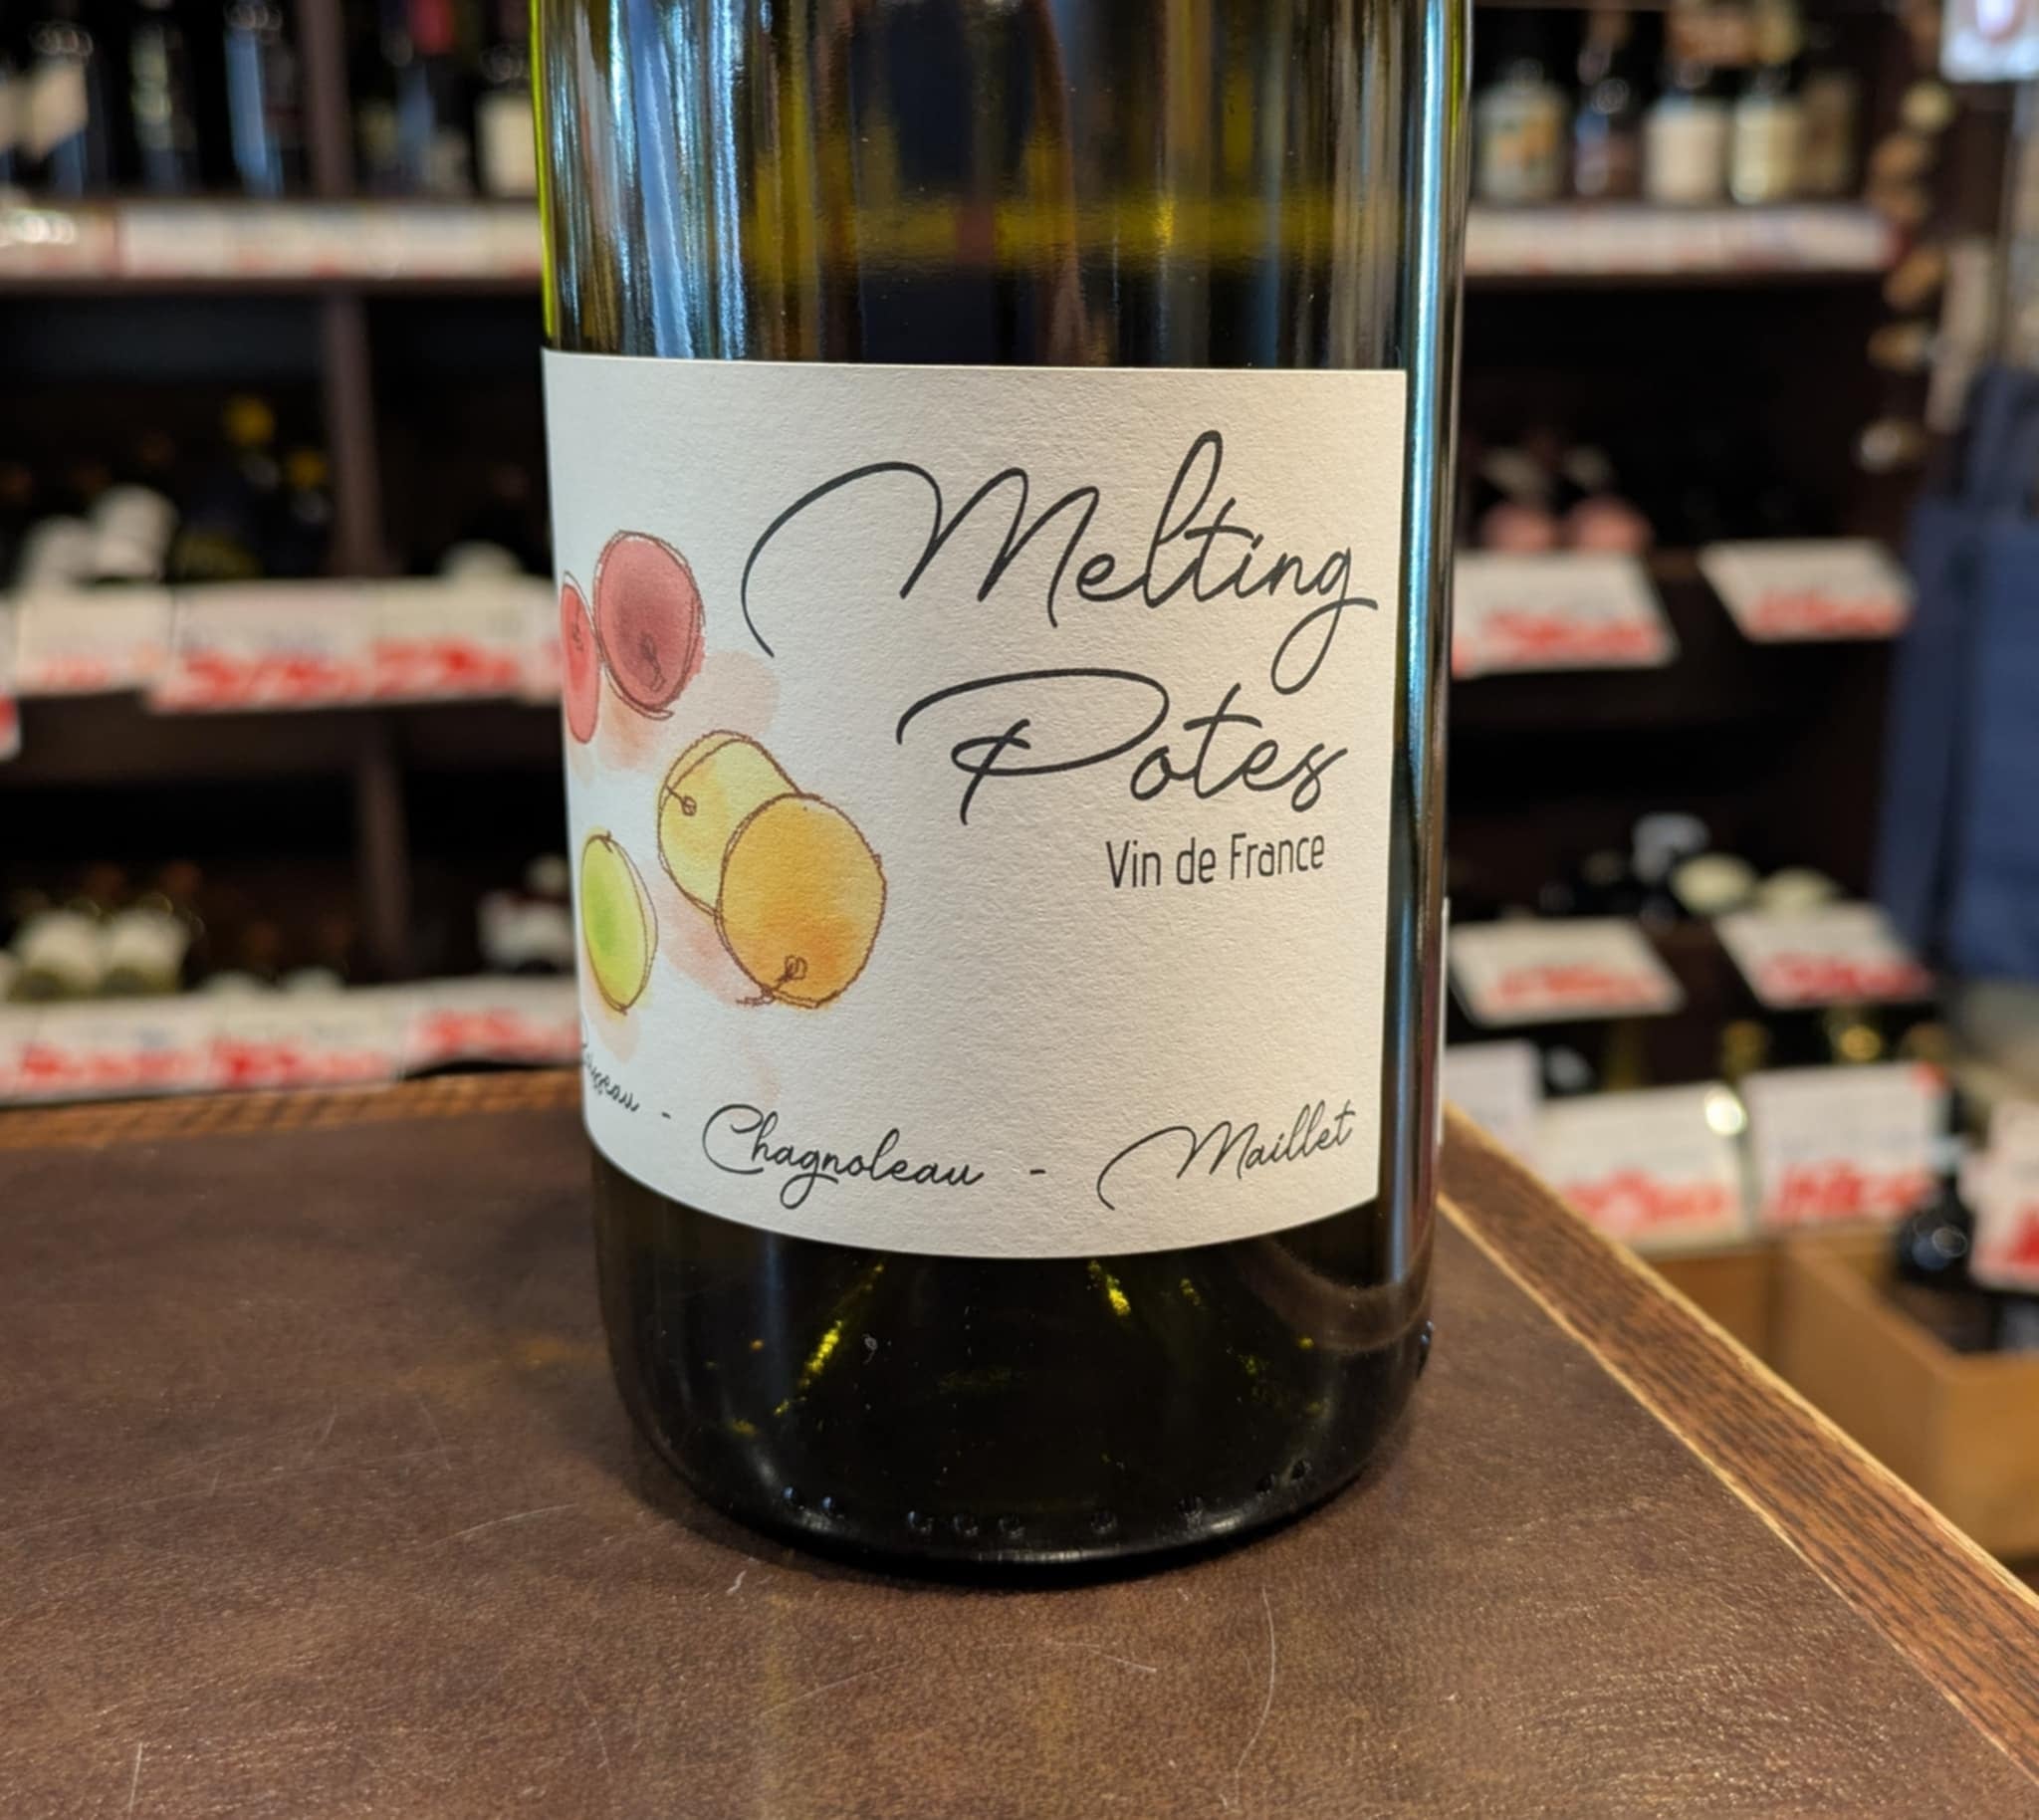 Melting
Potes
Vin de France
- Chagnoleau - Maillet